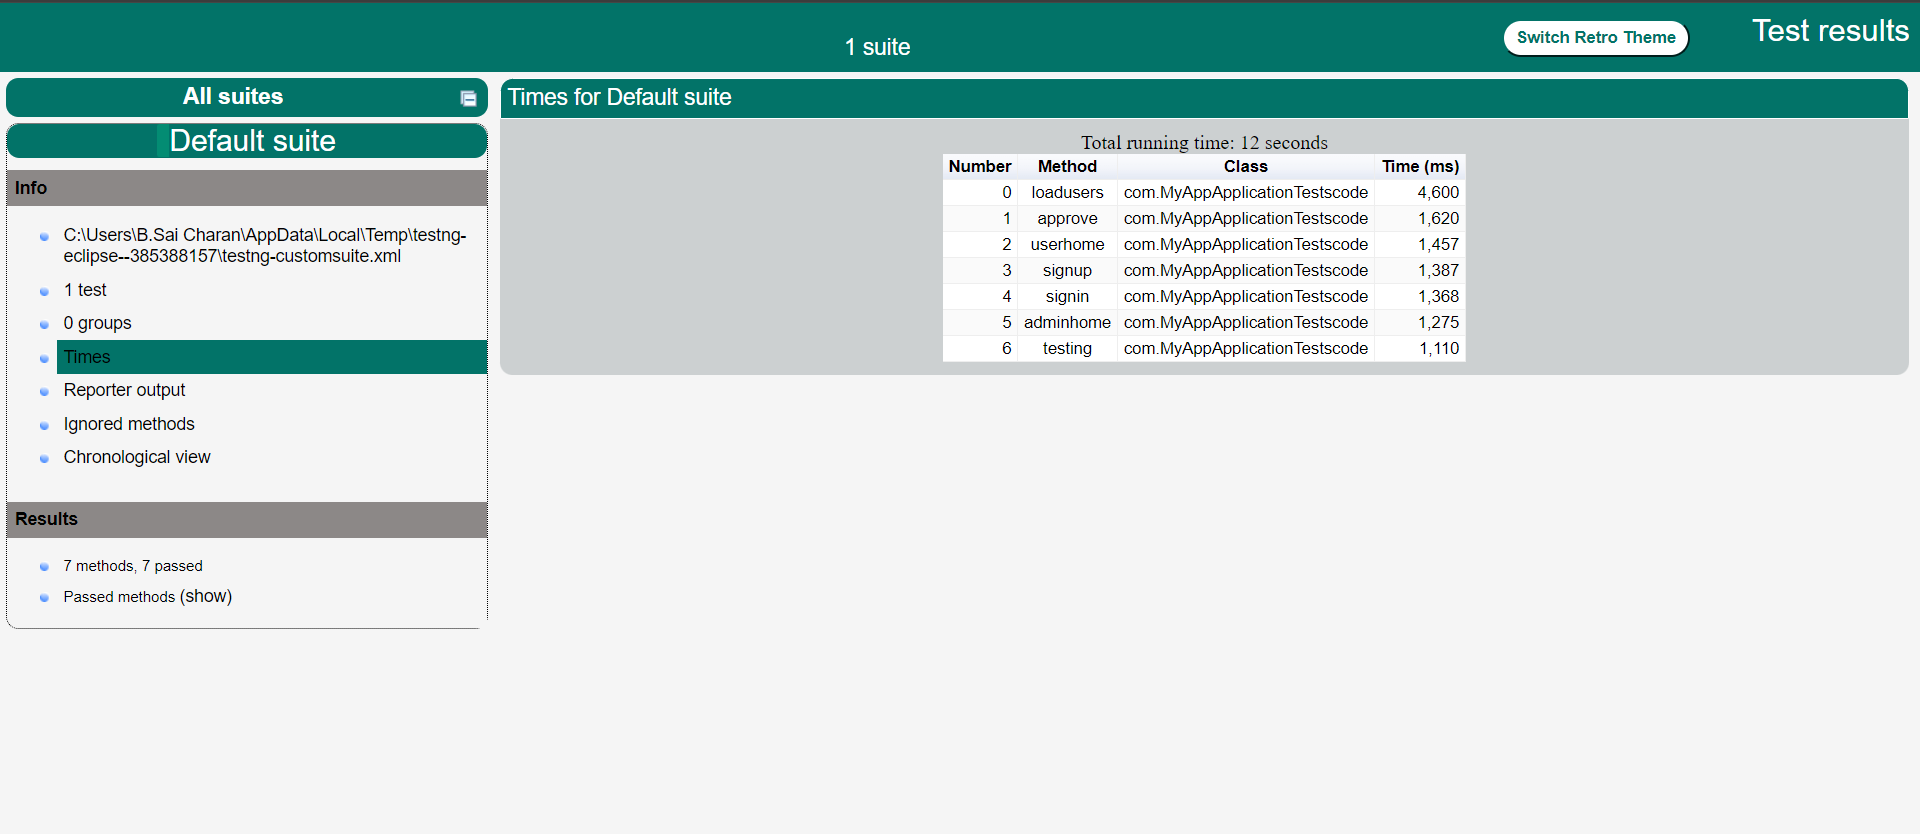 1 suite
Switch Retro Theme
Test results
All suites
Default suite
Info
C:\Users\B.Sai Charan\AppData\Local\Temp\testng-
eclipse--385388157\testng-customsuite.xml
1 test
0 groups
Times
Reporter output
Ignored methods
Chronological view
Results
7 methods, 7 passed
Passed methods (show)
Times for Default suite
Total running time: 12 seconds
Number Method Class Time (ms)
0 loadusers com.MyAppApplicationTestscode 4,600
1 approve com.MyAppApplicationTestscode 1,620
2 userhome com.MyAppApplicationTestscode 1,457
3 signup com.MyAppApplicationTestscode 1,387
4 signin com.MyAppApplicationTestscode 1,368
5 adminhome com.MyAppApplicationTestscode 1,275
6 testing com.MyAppApplicationTestscode 1,110